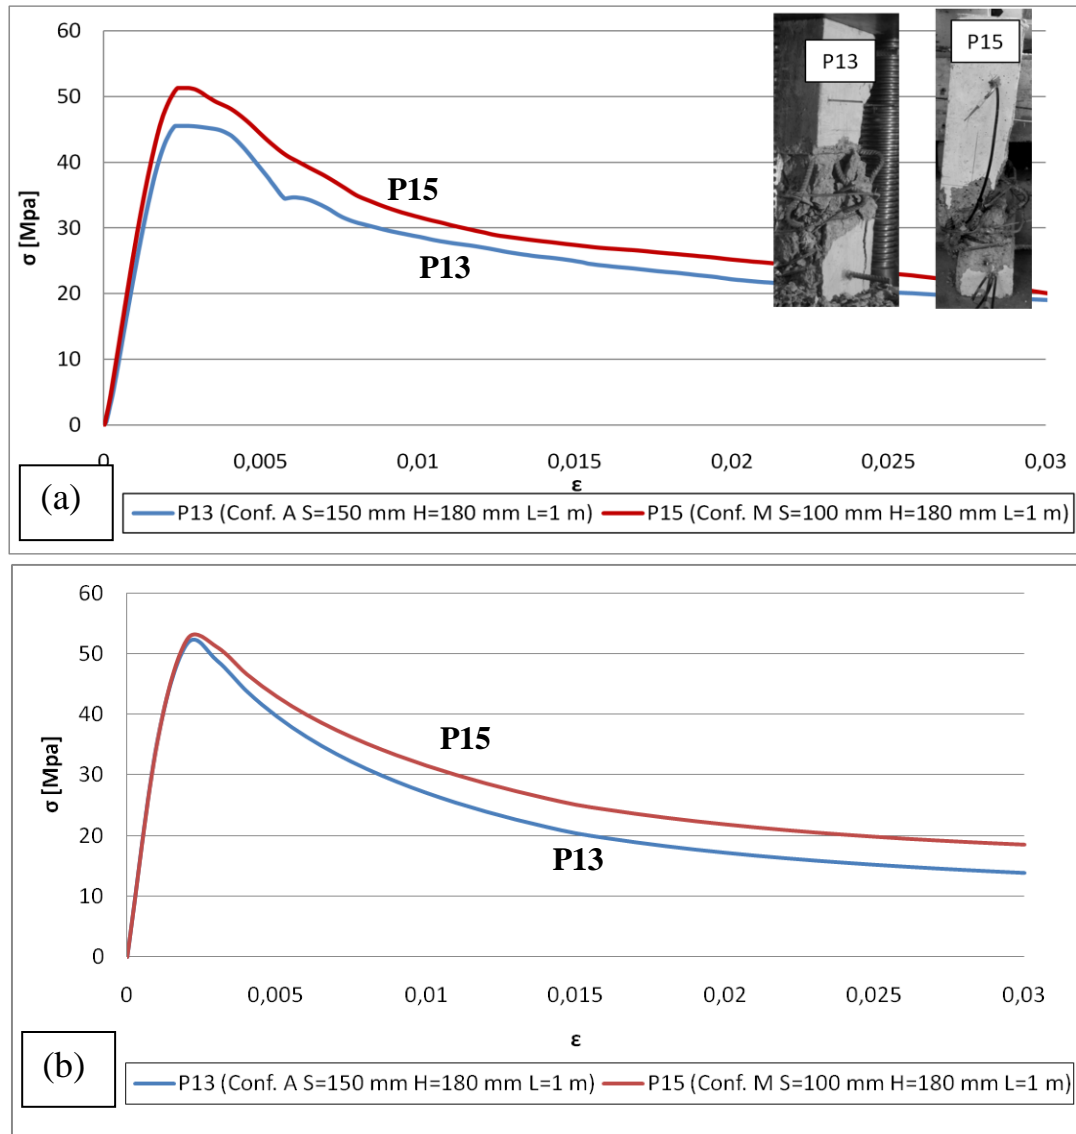 60
50
40
30
20
10
0
σ [Mpa]
P13
P15
P15
P13
0 0,005 0,01 0,015 0,02 0,025 0,03
ε
(a)
P13 (Conf. A S=150 mm H=180 mm L=1 m) P15 (Conf. M S=100 mm H=180 mm L=1 m)
60
50
40
30
20
10
0
σ [Mpa]
P15
P13
0 0,005 0,01 0,015 0,02 0,025 0,03
ε
(b)
P13 (Conf. A S=150 mm H=180 mm L=1 m) P15 (Conf. M S=100 mm H=180 mm L=1 m)